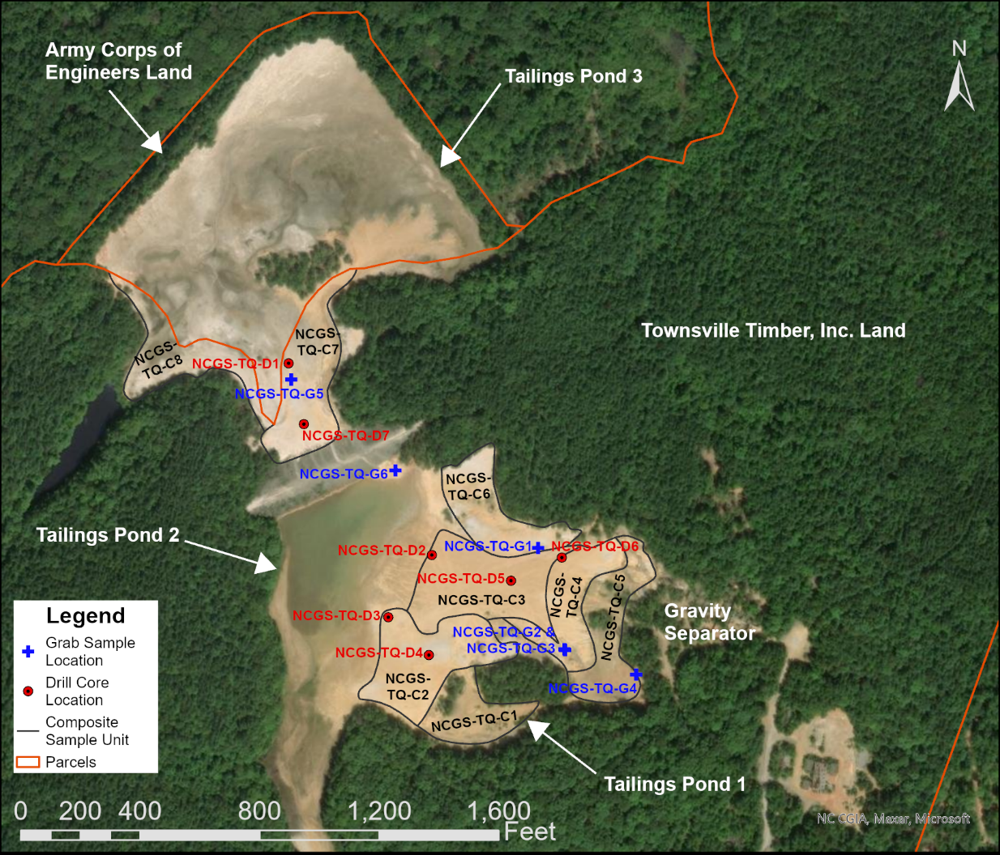 Army Corps of
Engineers Land
Tailings Pond 3
N
Townsville Timber, Inc. Land
NCGS-
TQ-C7
NCGS-
TQ-C8
NCGS-TQ-D1
NCGS-TQ-G5
NCGS-TQ-D7
NCGS-TQ-G6
NCGS-
TQ-C6
Tailings Pond 2
NCGS-TQ-D2
NCGS-TQ-G1
NCGS-TQ-D6
NCGS-TQ-D5
NCGS-TQ-C3
NCGS-
TQ-C4
NCGS-TQ-C5
NCGS-TQ-D3
NCGS-TQ-G2 &
NCGS-TQ-G3
NCGS-TQ-D4
NCGS-
TQ-C2
NCGS-TQ-G4
NCGS-TQ-C1
Gravity
Separator
Tailings Pond 1
Legend
Grab Sample
Location
Drill Core
Location
Composite
Sample Unit
Parcels
0 200 400 800 1,200 1,600
Feet
NC CGIA, Maxar, Microsoft